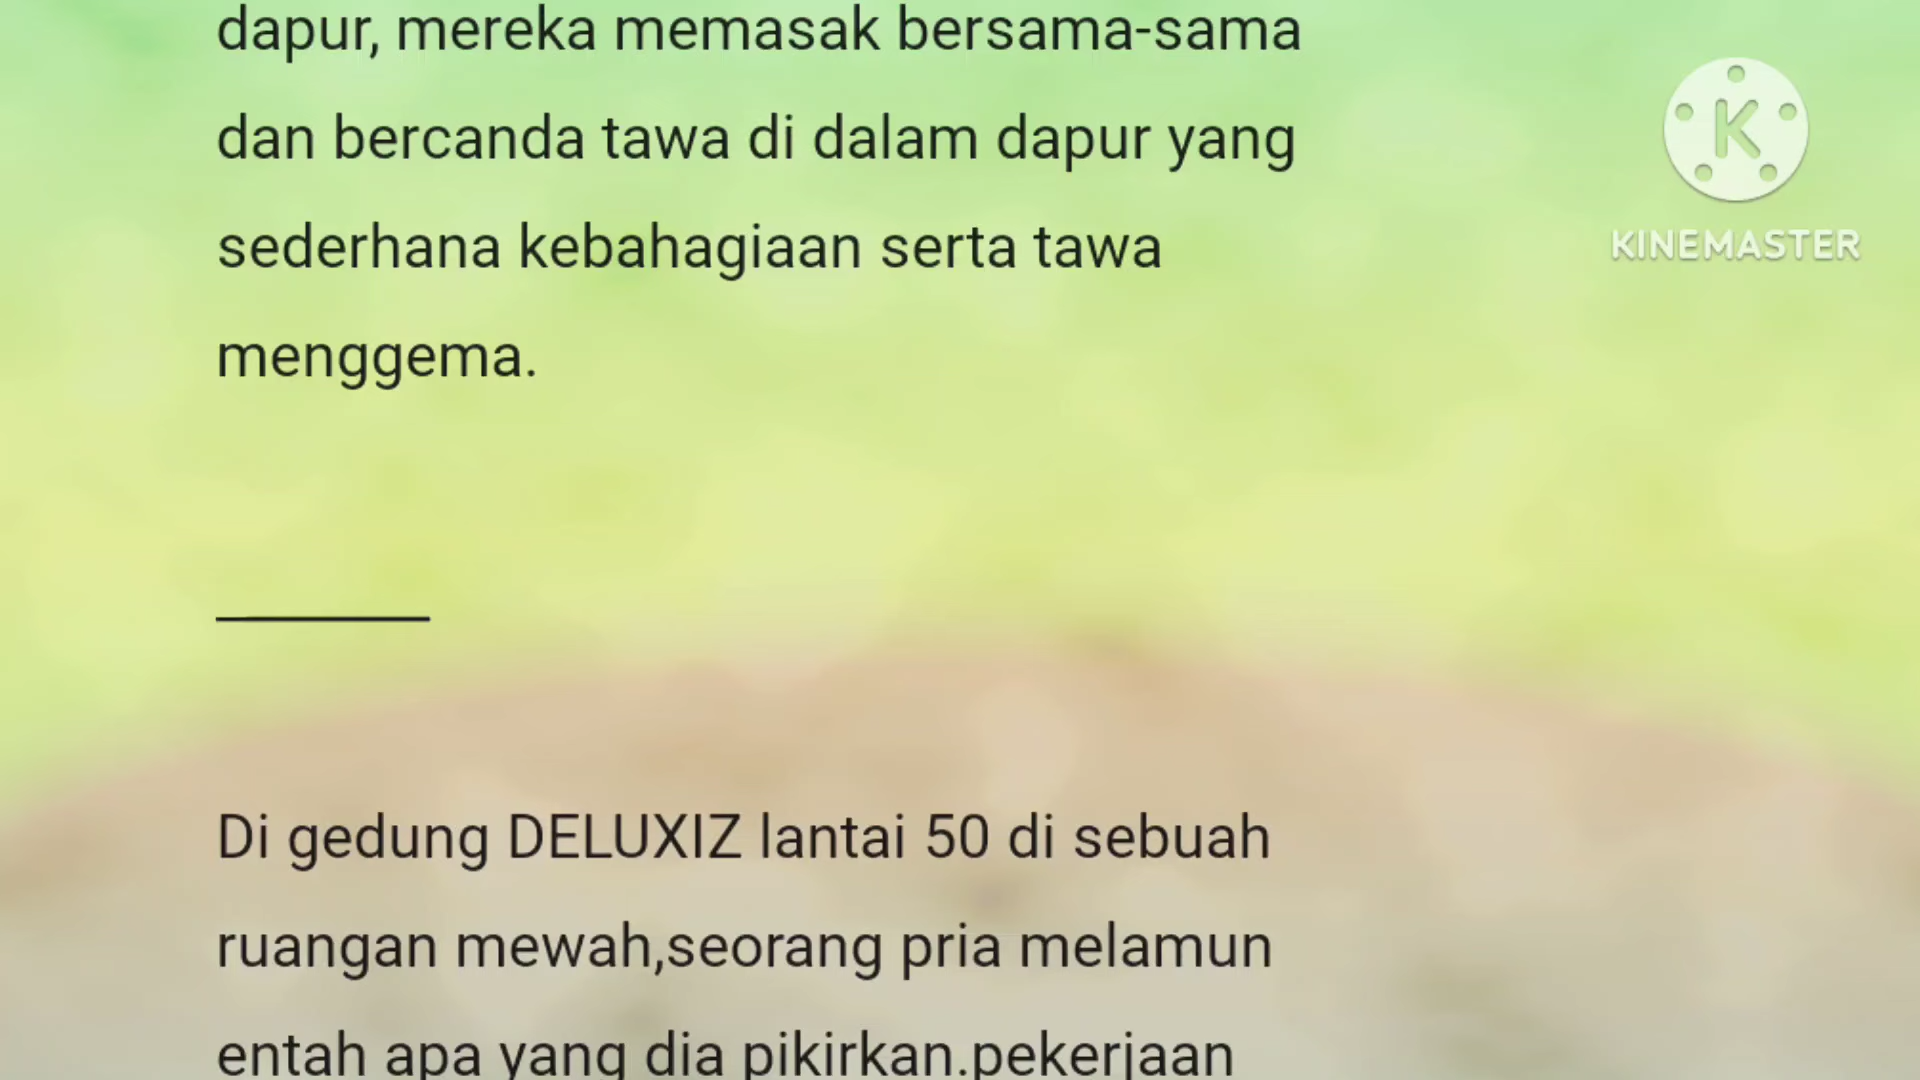 dapur, mereka memasak bersama-sama
dan bercanda tawa di dalam dapur yang
sederhana kebahagiaan serta tawa
menggema.
K
KINEMASTER
Di gedung DELUXIZ lantai 50 di sebuah
ruangan mewah,seorang pria melamun
entah apa yang dia pikirkan.pekerjaan